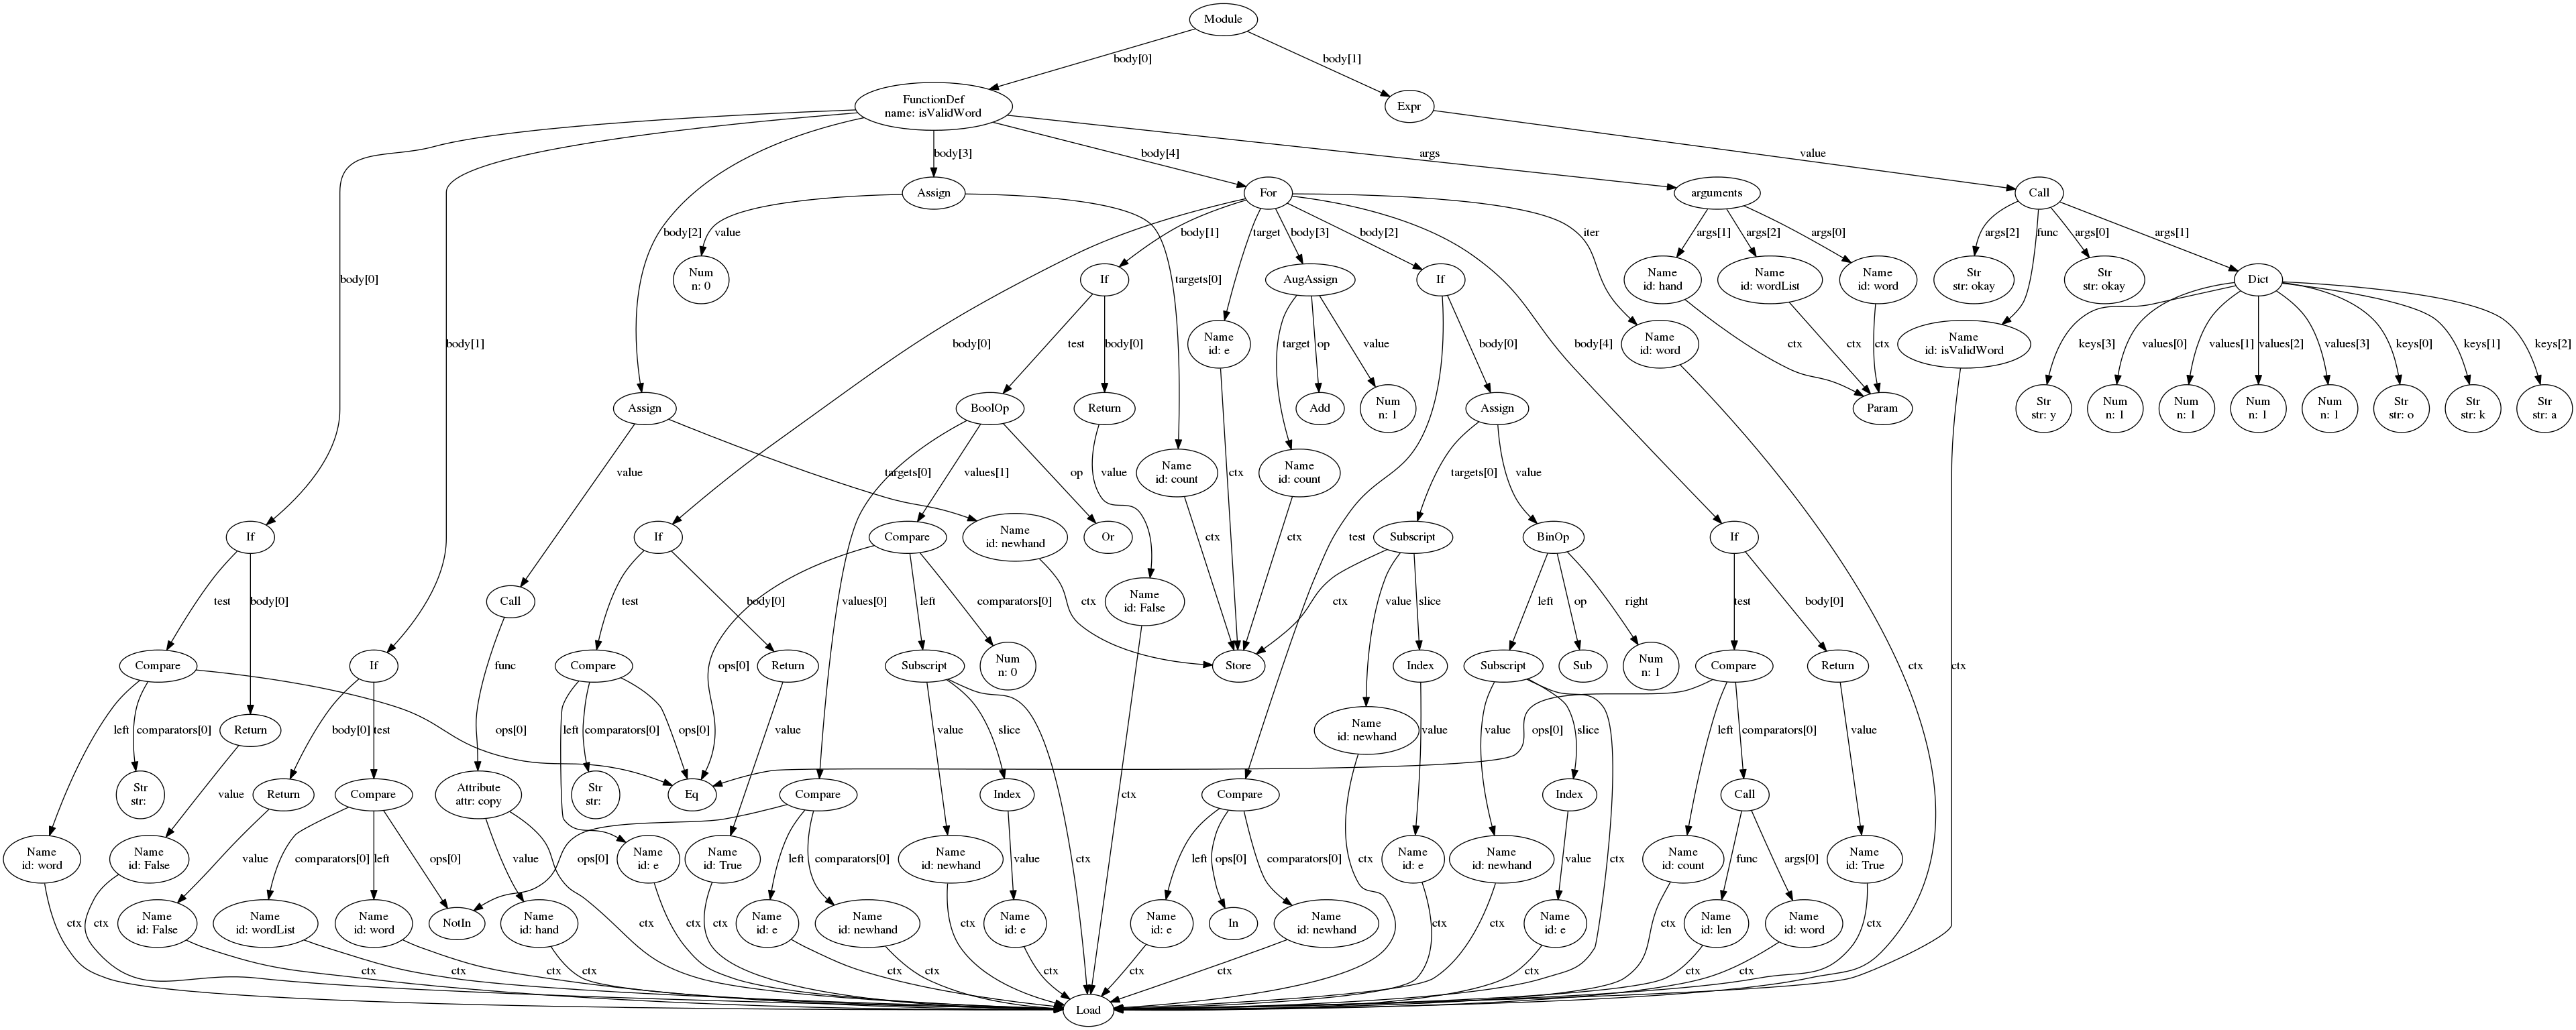 Module
body[0]
body[1]
FunctionDef
name: isValidWord
Expr
body[3]
body[4]
args
value
Assign
For
arguments
Call
body[2]
value
body[1]
target
body[3]
body[2]
iter
args[1]
args[2]
args[0]
args[2]
func
args[0]
args[1]
body[0]
Num
n: 0
targets[0]
If
AugAssign
If
Name
id: hand
Name
id: wordList
Name
id: word
Str
str: okay
Str
str: okay
Dict
body[1]
body[0]
test
body[0]
Name
id: e
target
op
value
body[0]
body[4]
Name
id: word
ctx
ctx
ctx
Name
id: isValidWord
keys[3]
values[0]
values[1]
values[2]
values[3]
keys[0]
keys[1]
keys[2]
Assign
BoolOp
Return
Add
Num
n: 1
Assign
Param
Str
str: y
Num
n: 1
Num
n: 1
Num
n: 1
Num
n: 1
Str
str: o
Str
str: k
Str
str: a
value
targets[0]
values[1]
op
value
Name
id: count
ctx
Name
id: count
targets[0]
value
If
If
Compare
Name
id: newhand
Or
ctx
ctx
test
Subscript
BinOp
If
test
body[0]
Call
test
body[0]
values[0]
left
comparators[0]
ctx
Name
id: False
ctx
value
slice
left
op
right
test
body[0]
Compare
If
func
Compare
ops[0]
Return
Subscript
Num
n: 0
Store
Index
Subscript
Sub
Num
n: 1
Compare
Return
ctx
ctx
left
comparators[0]
Return
body[0]
test
ops[0]
left
comparators[0]
ops[0]
value
value
slice
Name
id: newhand
value
value
slice
ops[0]
left
comparators[0]
value
Str
str:
value
Return
Compare
Attribute
attr: copy
Str
str:
Eq
Compare
Index
ctx
Compare
Index
Call
Name
id: word
Name
id: False
value
comparators[0]
left
ops[0]
value
ops[0]
Name
id: e
Name
id: True
left
comparators[0]
Name
id: newhand
value
ctx
left
ops[0]
comparators[0]
ctx
Name
id: e
Name
id: newhand
value
ctx
Name
id: count
func
args[0]
Name
id: True
ctx
ctx
Name
id: False
Name
id: wordList
Name
id: word
NotIn
Name
id: hand
ctx
ctx
ctx
Name
id: e
Name
id: newhand
ctx
Name
id: e
Name
id: e
In
Name
id: newhand
ctx
ctx
Name
id: e
ctx
Name
id: len
Name
id: word
ctx
ctx
ctx
ctx
ctx
ctx
ctx
ctx
ctx
ctx
ctx
ctx
ctx
Load